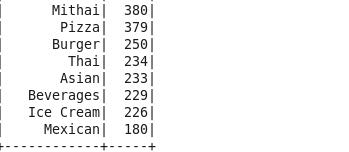 |      Mithai|  380|
|       Pizza|  379|
|      Burger|  250|
|        Thai|  234|
|       Asian|  233|
|   Beverages|  229|
|   Ice Cream|  226|
|     Mexican|  180|
+------------+-----+